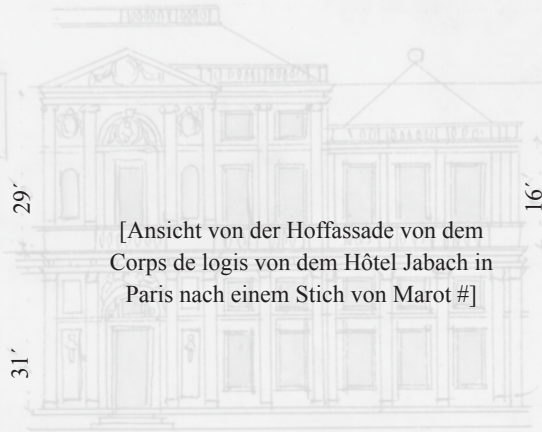 29´
16´
[Ansicht von der Hoffassade von dem
Corps de logis von dem Hôtel Jabach in
Paris nach einem Stich von Marot #]
31´